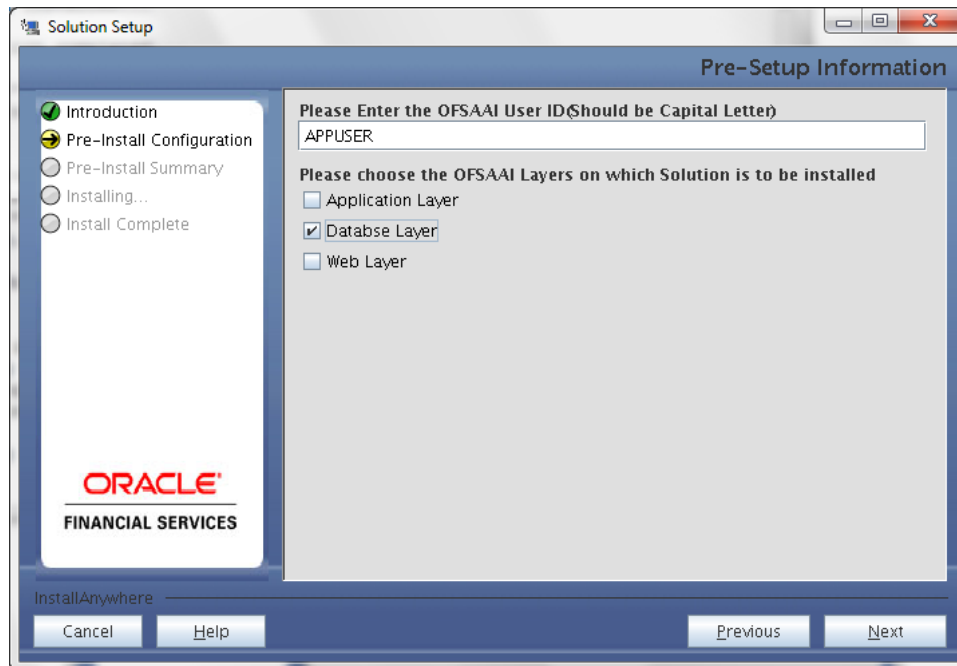 Solution Setup
Pre-Setup Information
Introduction
Pre-Install Configuration
Pre-Install Summary
Installing...
Install Complete
Please Enter the OFSAAI User ID(Should be Capital Letter)
APPUSER
Please choose the OFSAAI Layers on which Solution is to be installed
Application Layer
Databse Layer
Web Layer
ORACLE
FINANCIAL SERVICES
InstallAnywhere
Cancel
Help
Previous
Next